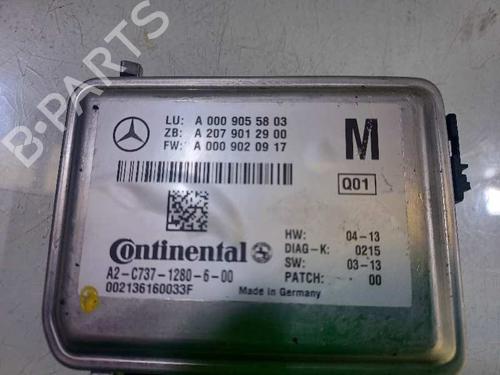 B-PARTS
LU: A 000 905 58 03
ZB: A 207 901 29 00
FW: A 000 902 09 17
M
Q01
Continental
HW: 04-13
DIAG-K: 0215
SW: 03-13
PATCH: 00
A2-C737-1280-6-00
002136160033F
Made in Germany